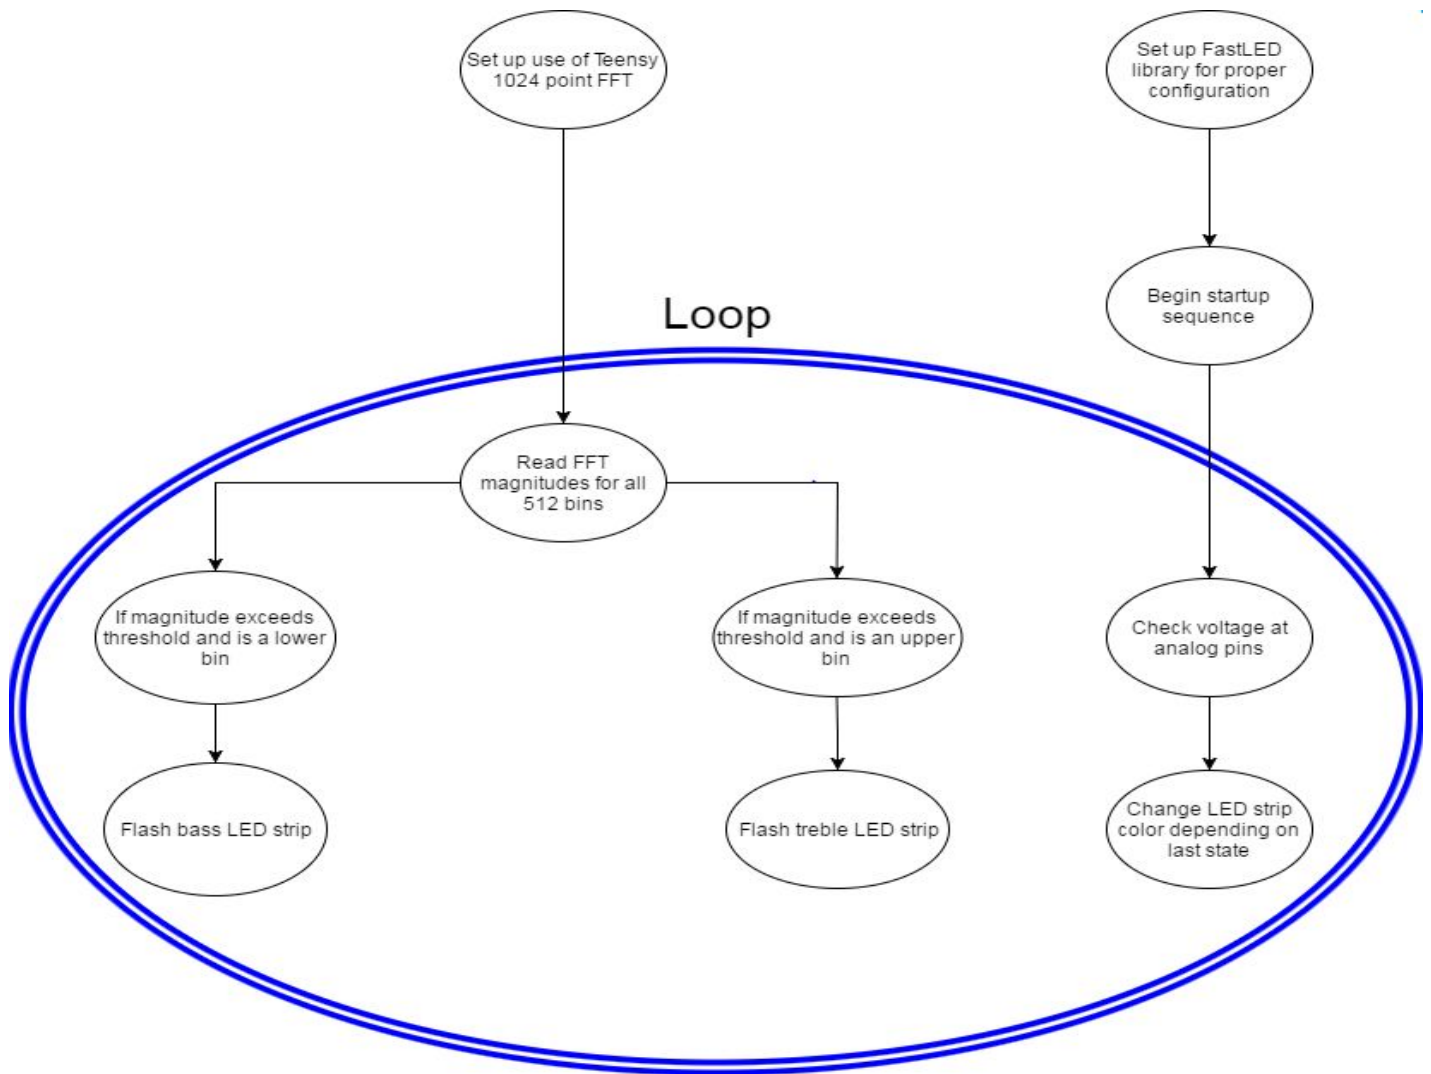 Set up use of Teensy
1024 point FFT
Set up FastLED
library for proper
configuration
Begin startup
sequence
Loop
Read FFT
magnitudes for all
512 bins
If magnitude exceeds
threshold and is a lower
bin
If magnitude exceeds
threshold and is an upper
bin
Check voltage at
analog pins
Flash bass LED strip
Flash treble LED strip
Change LED strip
color depending on
last state